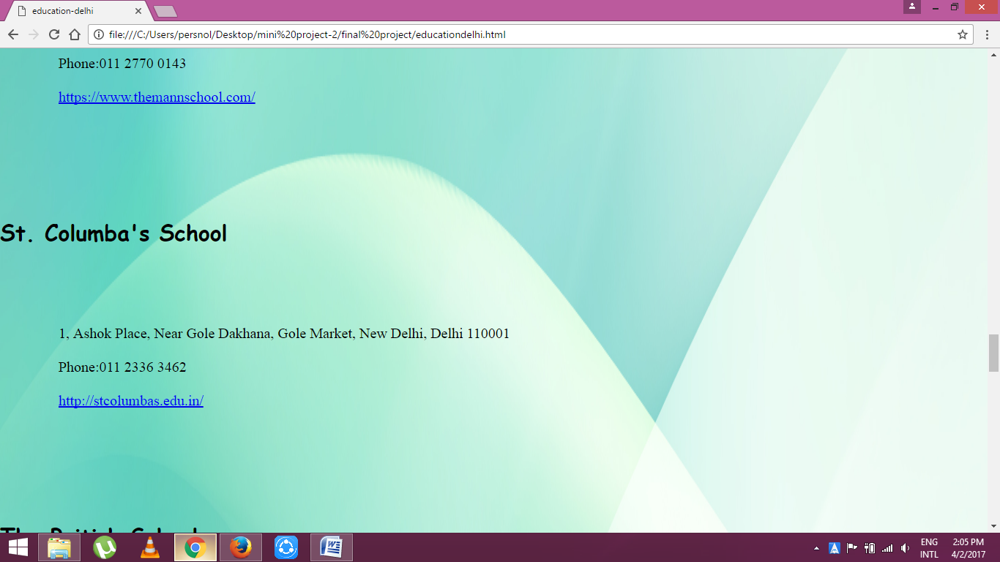 education-delhi
file:///C:/Users/persnol/Desktop/mini%20project-2/final%20project/educationdelhi.html
Phone:011 2770 0143
https://www.themannschool.com/
St. Columba's School
1, Ashok Place, Near Gole Dakhana, Gole Market, New Delhi, Delhi 110001
Phone:011 2336 3462
http://stcolumbas.edu.in/
The British School
ENG 2:05 PM
INTL 4/2/2017